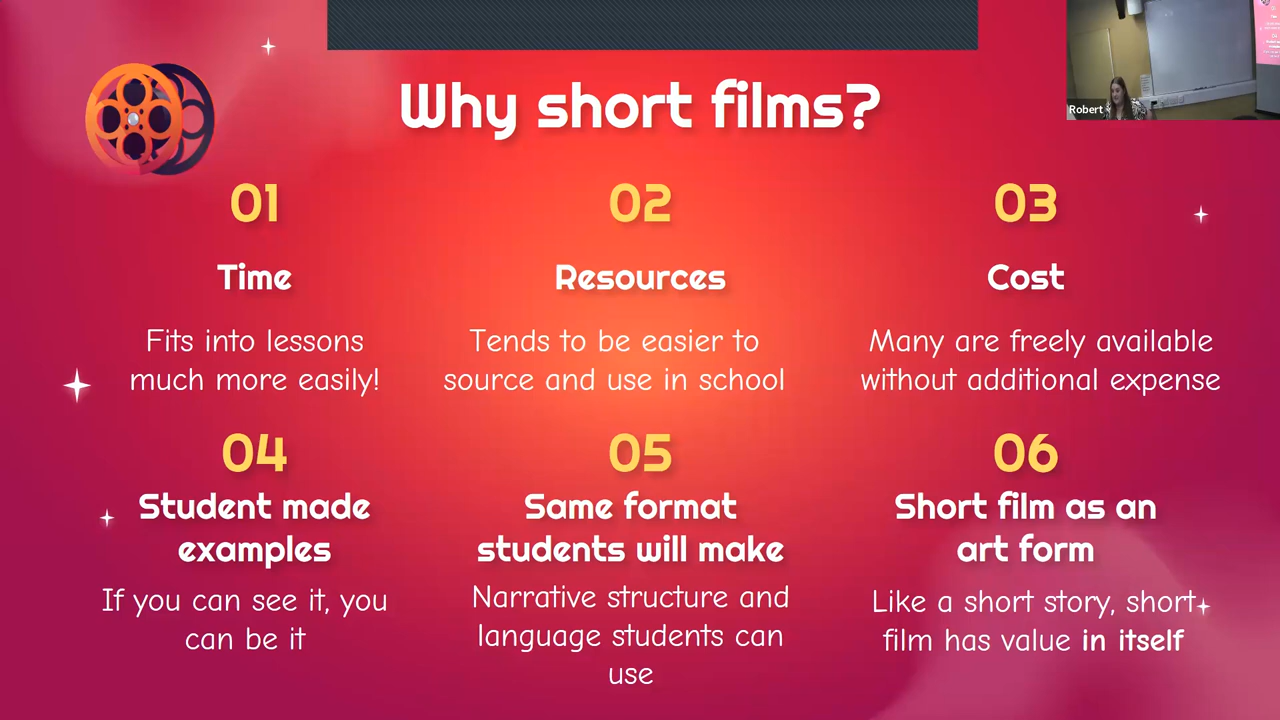 Why short films?
Robert
01
Time
Fits into lessons
much more easily!
02
Resources
Tends to be easier to
source and use in school
03
Cost
Many are freely available
without additional expense
04
Student made
examples
If you can see it, you
can be it
05
Same format
students will make
Narrative structure and
language students can
use
06
Short film as an
art form
Like a short story, short
film has value in itself